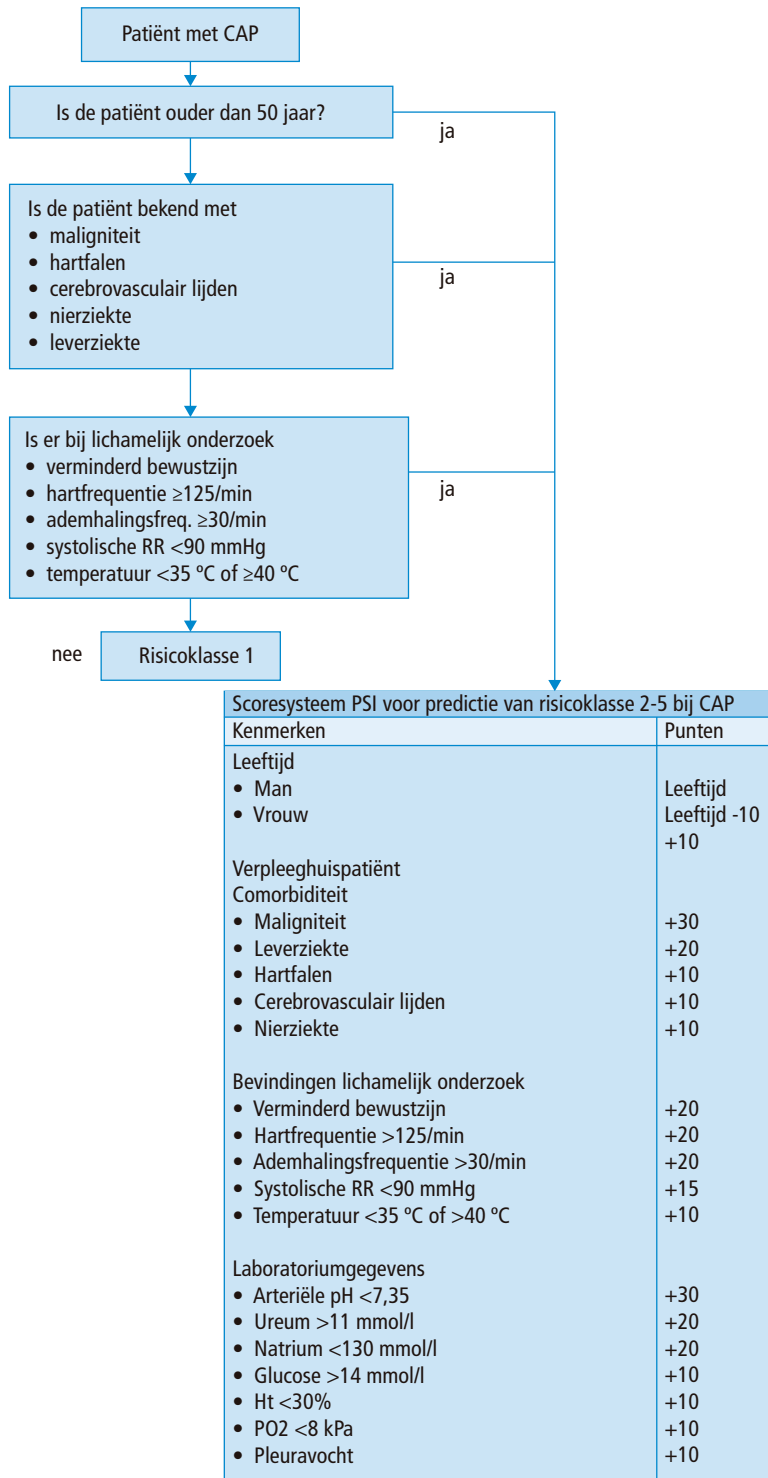 Patiënt met CAP
Is de patiënt ouder dan 50 jaar?
ja
Is de patiënt bekend met
• maligniteit
• hartfalen
• cerebrovasculair lijden
• nierziekte
• leverziekte
ja
Is er bij lichamelijk onderzoek
• verminderd bewustzijn
• hartfrequentie ≥125/min
• ademhalingsfreq. ≥30/min
• systolische RR <90 mmHg
• temperatuur <35 ºC of ≥40 ºC
ja
nee
Risicoklasse 1
Scoresysteem PSI voor predictie van risicoklasse 2-5 bij CAP
Kenmerken Punten
Leeftijd
• Man Leeftijd
• Vrouw Leeftijd -10
+10
Verpleeghuispatiënt
Comorbiditeit
• Maligniteit +30
• Leverziekte +20
• Hartfalen +10
• Cerebrovasculair lijden +10
• Nierziekte +10
Bevindingen lichamelijk onderzoek
• Verminderd bewustzijn +20
• Hartfrequentie >125/min +20
• Ademhalingsfrequentie >30/min +20
• Systolische RR <90 mmHg +15
• Temperatuur <35 ºC of >40 ºC +10
Laboratoriumgegevens
• Arteriële pH <7,35 +30
• Ureum >11 mmol/l +20
• Natrium <130 mmol/l +20
• Glucose >14 mmol/l +10
• Ht <30% +10
• PO2 <8 kPa +10
• Pleuravocht +10